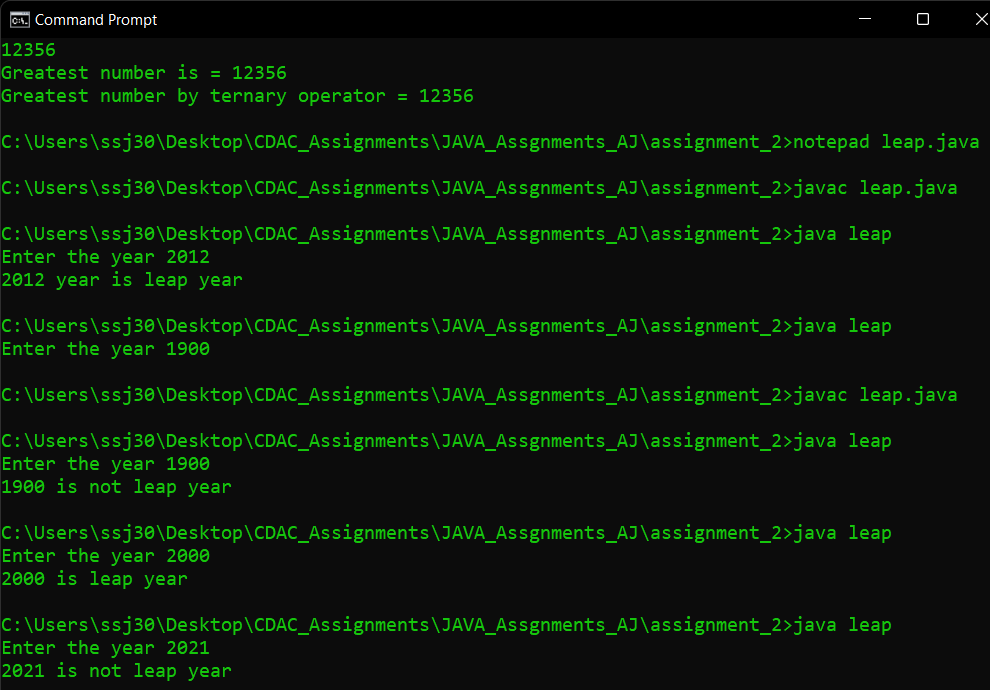 Command Prompt
12356
Greatest number is = 12356
Greatest number by ternary operator = 12356
C:\Users\ssj30\Desktop\CDAC_Assignments\JAVA_Assgnments_AJ\assignment_2>notepad leap.java
C:\Users\ssj30\Desktop\CDAC_Assignments\JAVA_Assgnments_AJ\assignment_2>javac leap.java
C:\Users\ssj30\Desktop\CDAC_Assignments\JAVA_Assgnments_AJ\assignment_2>java leap
Enter the year 2012
2012 year is leap year
C:\Users\ssj30\Desktop\CDAC_Assignments\JAVA_Assgnments_AJ\assignment_2>java leap
Enter the year 1900
C:\Users\ssj30\Desktop\CDAC_Assignments\JAVA_Assgnments_AJ\assignment_2>javac leap.java
C:\Users\ssj30\Desktop\CDAC_Assignments\JAVA_Assgnments_AJ\assignment_2>java leap
Enter the year 1900
1900 is not leap year
C:\Users\ssj30\Desktop\CDAC_Assignments\JAVA_Assgnments_AJ\assignment_2>java leap
Enter the year 2000
2000 is leap year
C:\Users\ssj30\Desktop\CDAC_Assignments\JAVA_Assgnments_AJ\assignment_2>java leap
Enter the year 2021
2021 is not leap year